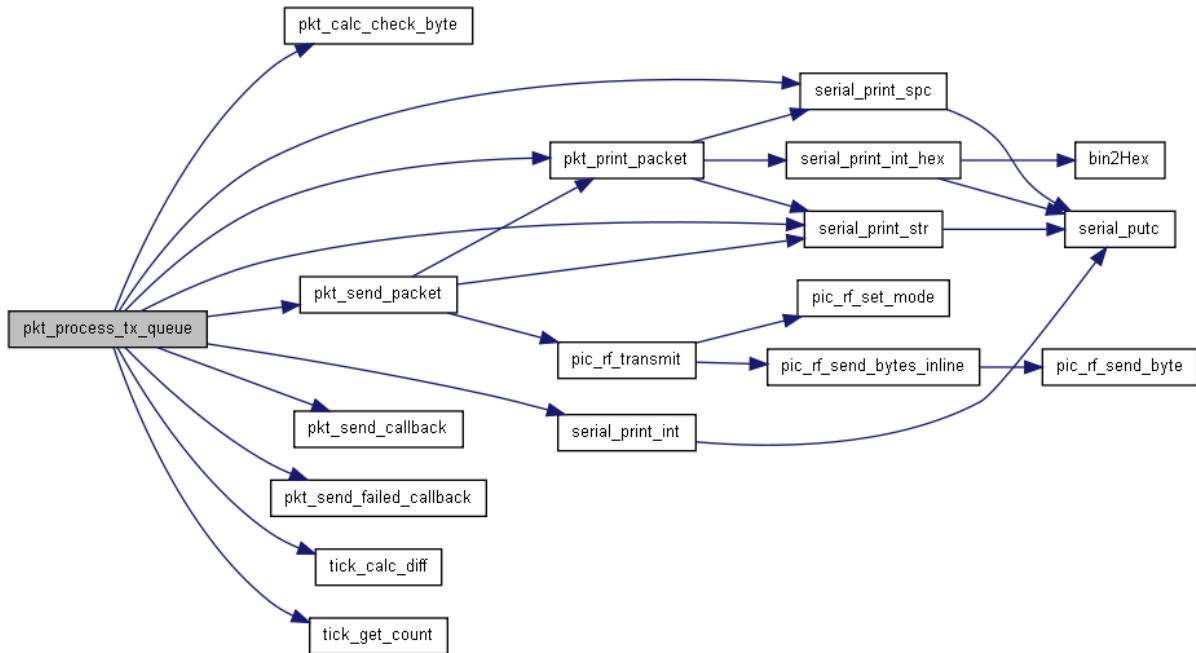 pkt_calc_check_byte
serial_print_spc
pkt_print_packet
serial_print_int_hex
bin2Hex
serial_print_str
serial_putc
pkt_send_packet
pic_rf_set_mode
pkt_process_tx_queue
pic_rf_transmit
pic_rf_send_bytes_inline
pic_rf_send_byte
pkt_send_callback
serial_print_int
pkt_send_failed_callback
tick_calc_diff
tick_get_count